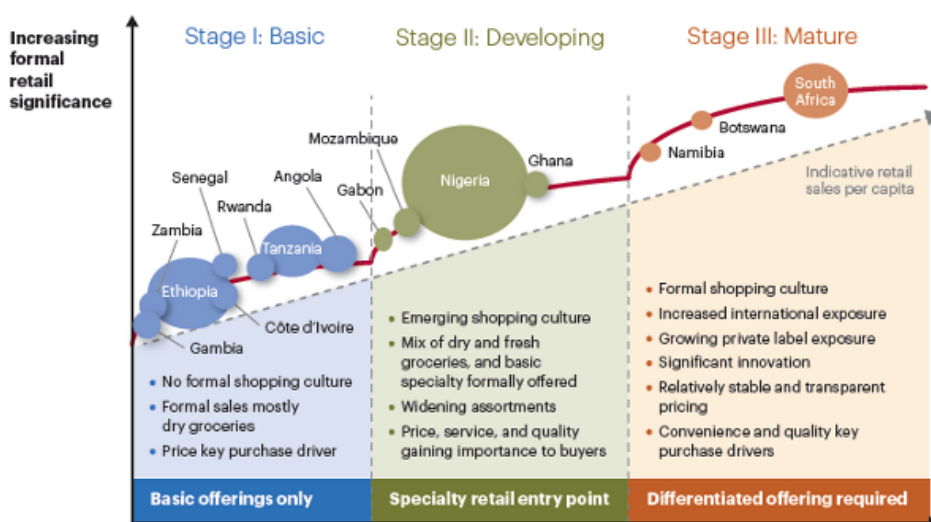 Increasing
formal
retail
significance
Stage I: Basic
Stage II: Developing
Stage III: Mature
South
Africa
Botswana
Namibia
Mozambique
Ghana
Nigeria
Gabon
Angola
Senegal
Rwanda
Tanzania
Zambia
Ethiopia
Côte d'Ivoire
Gambia
Indicative retail
sales per capita
• No formal shopping culture
• Formal sales mostly
dry groceries
• Price key purchase driver
• Emerging shopping culture
• Mix of dry and fresh
groceries, and basic
specialty formally offered
• Widening assortments
• Price, service, and quality
gaining importance to buyers
• Formal shopping culture
• Increased international exposure
• Growing private label exposure
• Significant innovation
• Relatively stable and transparent
pricing
• Convenience and quality key
purchase drivers
Basic offerings only
Specialty retail entry point
Differentiated offering required